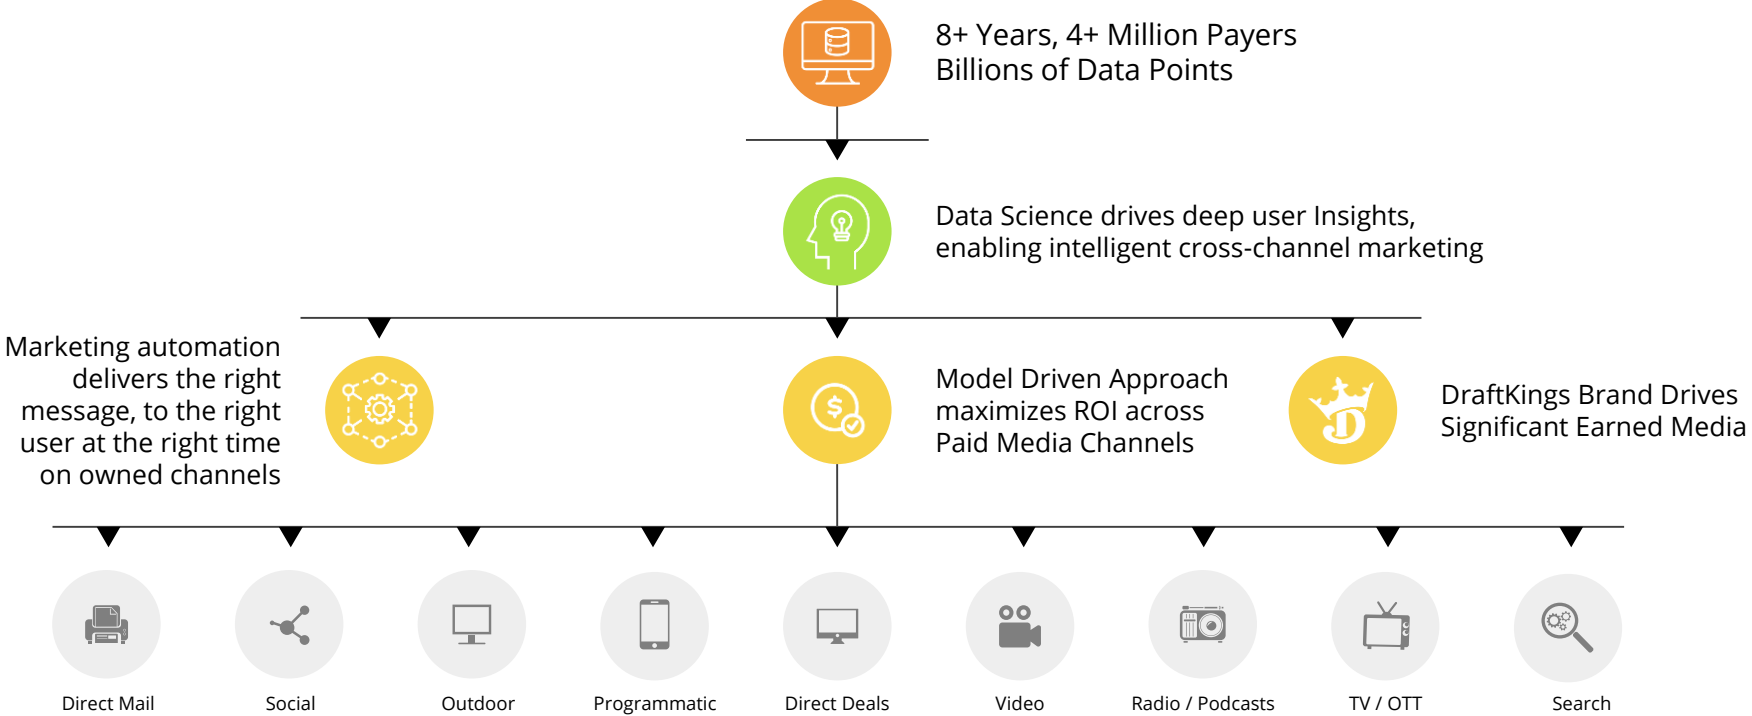 8+ Years, 4+ Million Payers
Billions of Data Points
Data Science drives deep user Insights,
enabling intelligent cross-channel marketing
Marketing automation
delivers the right
message, to the right
user at the right time
on owned channels
Model Driven Approach
maximizes ROI across
Paid Media Channels
DraftKings Brand Drives
Significant Earned Media
Direct Mail
Social
Outdoor
Programmatic
Direct Deals
Video
Radio / Podcasts
TV / OTT
Search